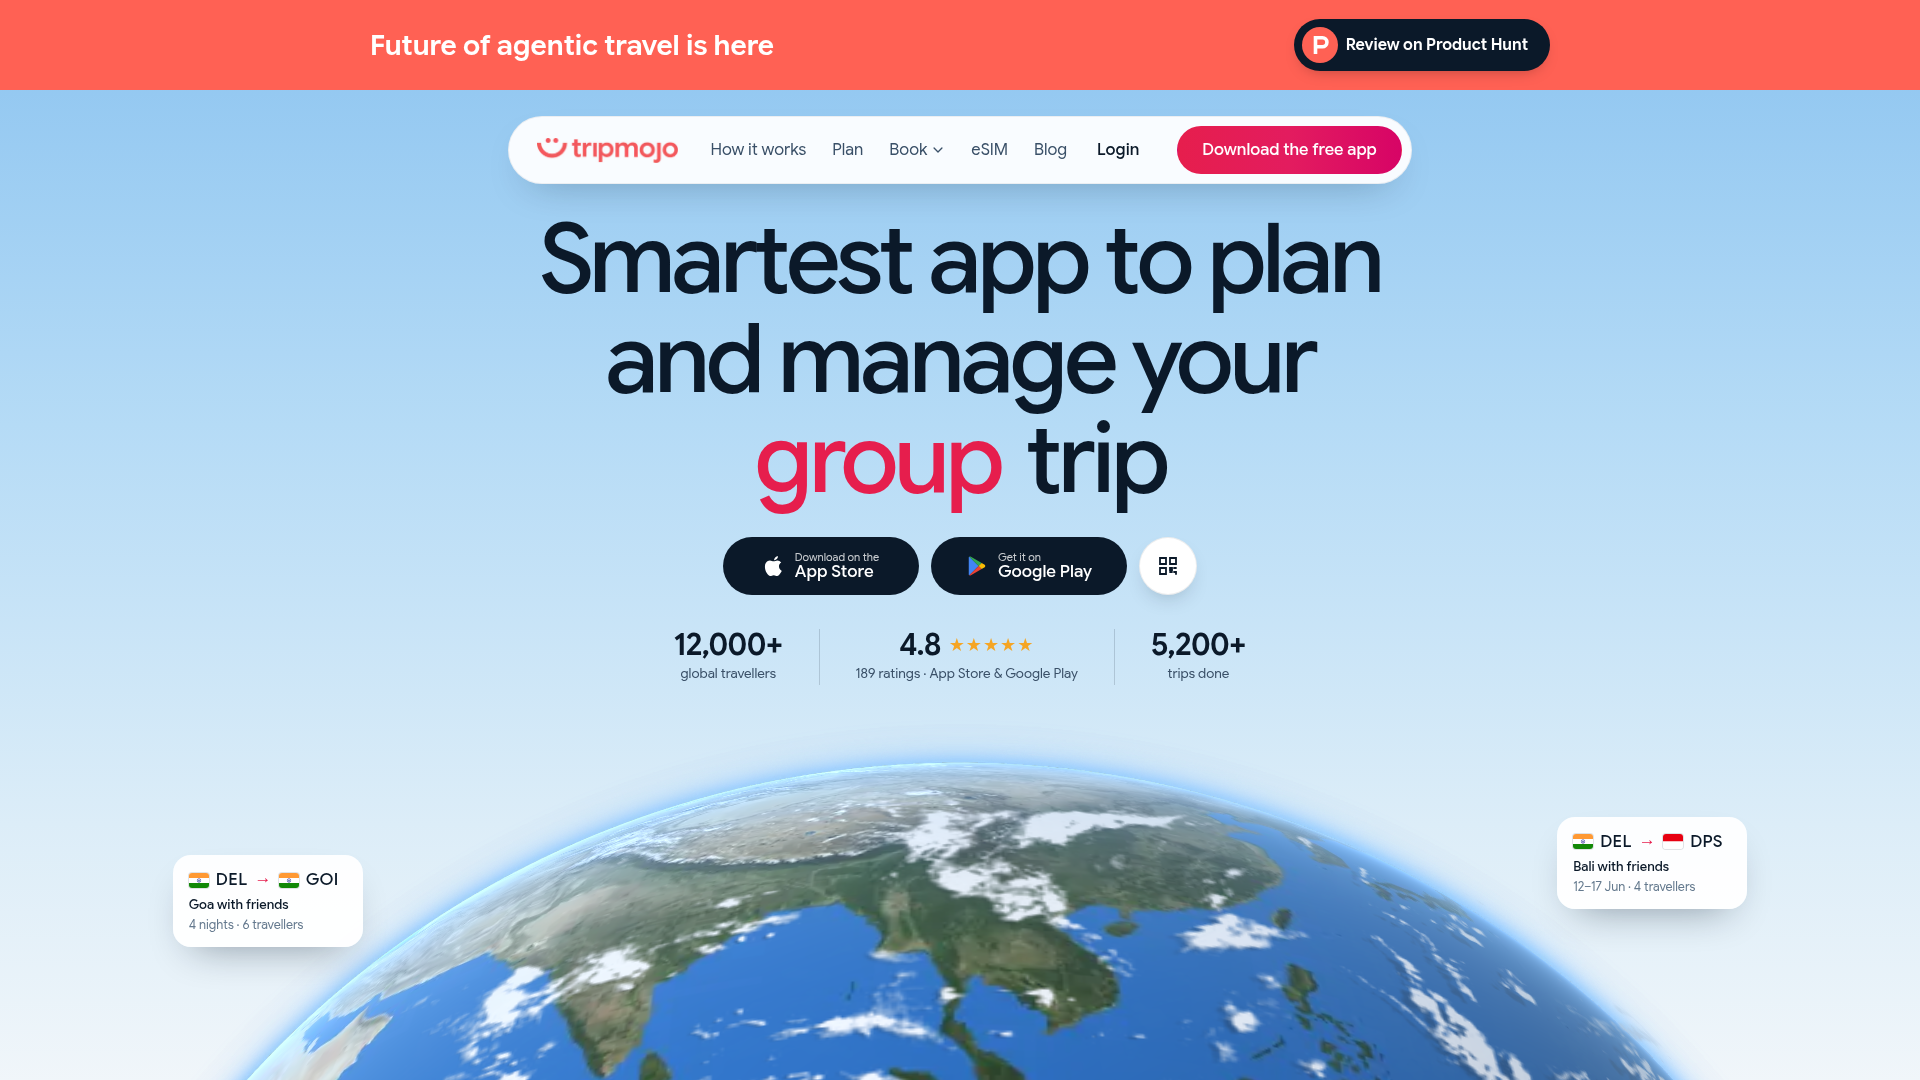 Future of agentic travel is here
P Review on Product Hunt
tripmojo
How it works
Plan
Book
eSIM
Blog
Login
Download the free app
Smartest app to plan
and manage your
group trip
Download on the
App Store
Get it on
Google Play
12,000+
global travellers
4.8 ★★★★★
189 ratings · App Store & Google Play
5,200+
trips done
DEL → GOI
Goa with friends
4 nights · 6 travellers
DEL → DPS
Bali with friends
12–17 Jun · 4 travellers